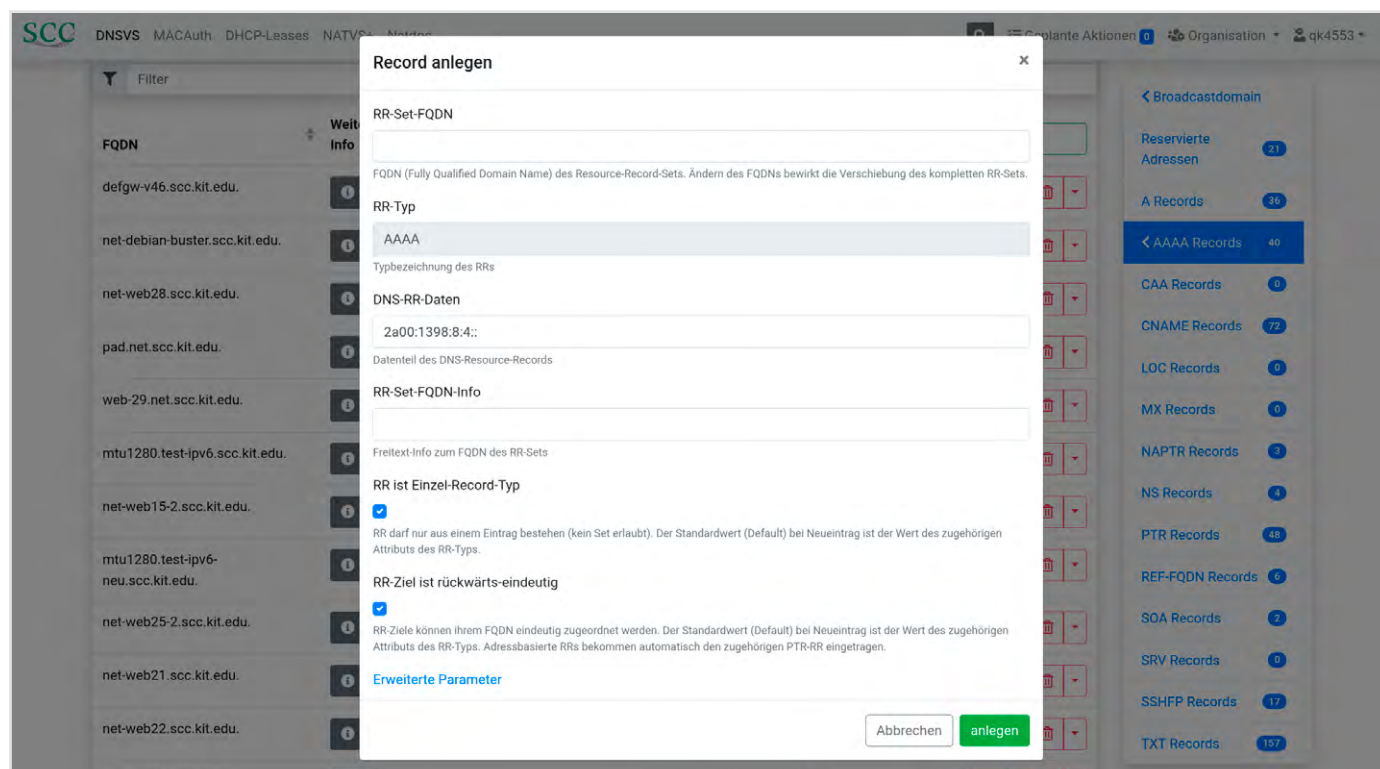 SCC DNSVS MACAuth DHCP-Leases NATVS+ Geplante Aktionen 0 Organisation qk4553
Filter
FQDN
Weite
Info
defgw-v46.scc.kit.edu.
net-debian-buster.scc.kit.edu.
net-web28.scc.kit.edu.
pad.net.scc.kit.edu.
web-29.net.scc.kit.edu.
mtu1280.test-ipv6.scc.kit.edu.
net-web15-2.scc.kit.edu.
mtu1280.test-ipv6-
neu.scc.kit.edu.
net-web25-2.scc.kit.edu.
net-web21.scc.kit.edu.
net-web22.scc.kit.edu.
Record anlegen ×
RR-Set-FQDN
FQDN (Fully Qualified Domain Name) des Resource-Record-Sets. Ändern des FQDNs bewirkt die Verschiebung des kompletten RR-Sets.
RR-Typ
AAAA
Typbezeichnung des RRs
DNS-RR-Daten
2a00:1398:8:4::
Datenteil des DNS-Resource-Records
RR-Set-FQDN-Info
Freitext-Info zum FQDN des RR-Sets
RR ist Einzel-Record-Typ
RR darf nur aus einem Eintrag bestehen (kein Set erlaubt). Der Standardwert (Default) bei Neueintrag ist der Wert des zugehörigen
Attributs des RR-Typs.
RR-Ziel ist rückwärts-eindeutig
RR-Ziele können ihrem FQDN eindeutig zugeordnet werden. Der Standardwert (Default) bei Neueintrag ist der Wert des zugehörigen
Attributs des RR-Typs. Adressbasierte RRs bekommen automatisch den zugehörigen PTR-RR eingetragen.
Erweiterte Parameter
Abbrechen anlegen
Broadcastdomain
Reservierte
Adressen 21
A Records 36
AAAA Records 40
CAA Records 0
CNAME Records 72
LOC Records 0
MX Records 0
NAPTR Records 3
NS Records 4
PTR Records 48
REF-FQDN Records 6
SOA Records 2
SRV Records 0
SSHFP Records 17
TXT Records 157